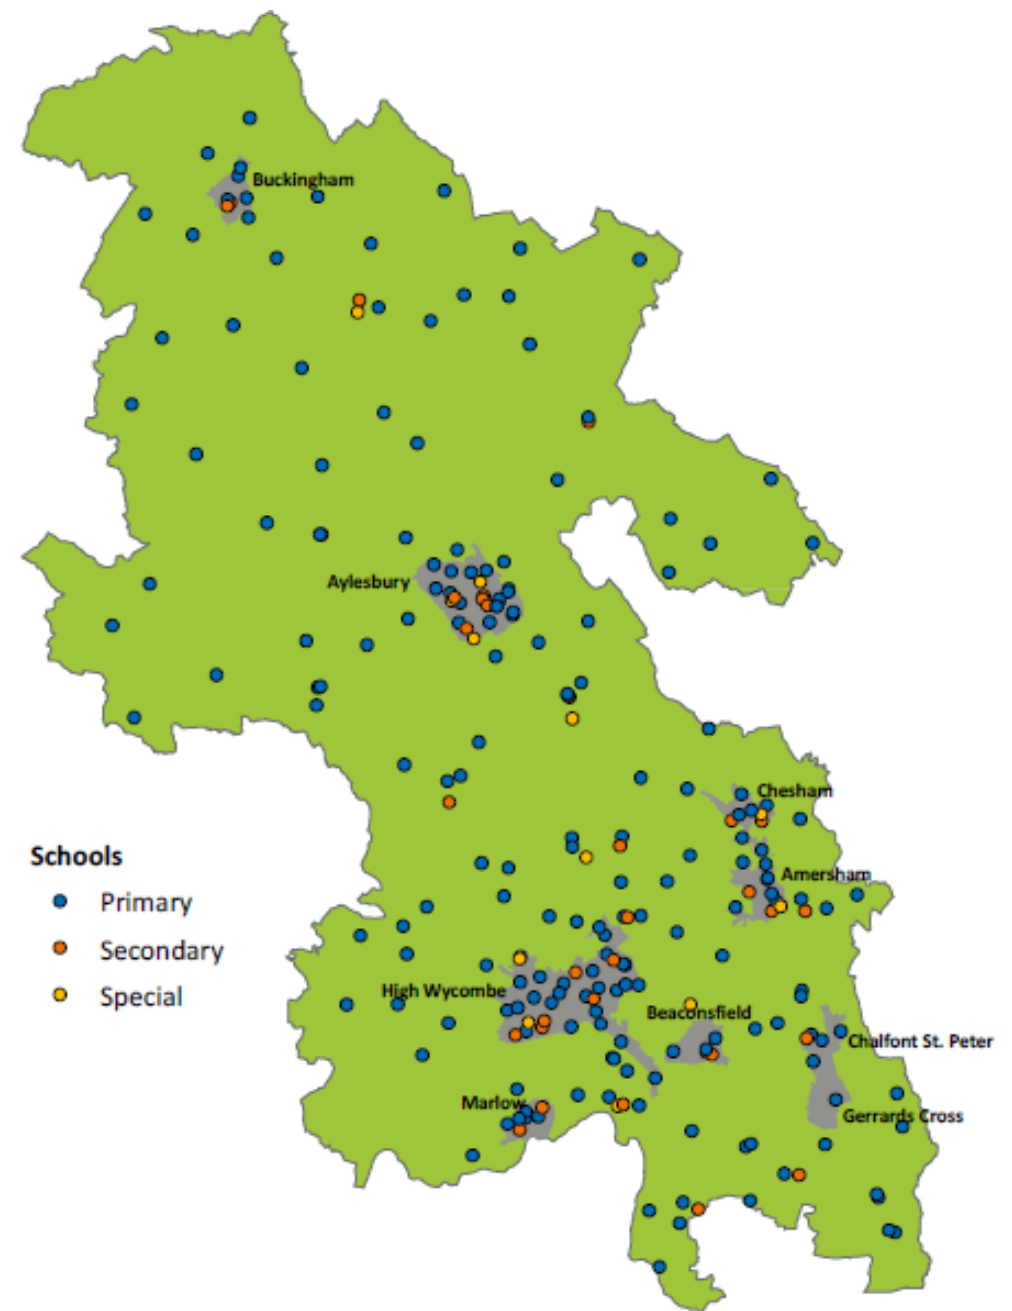 Buckingham
Aylesbury
Chesham
Schools
Primary
Amersham
Secondary
Special
High Wycombe
Beaconsfield
Chalfont St. Peter
Marlow
Gerrards Cross